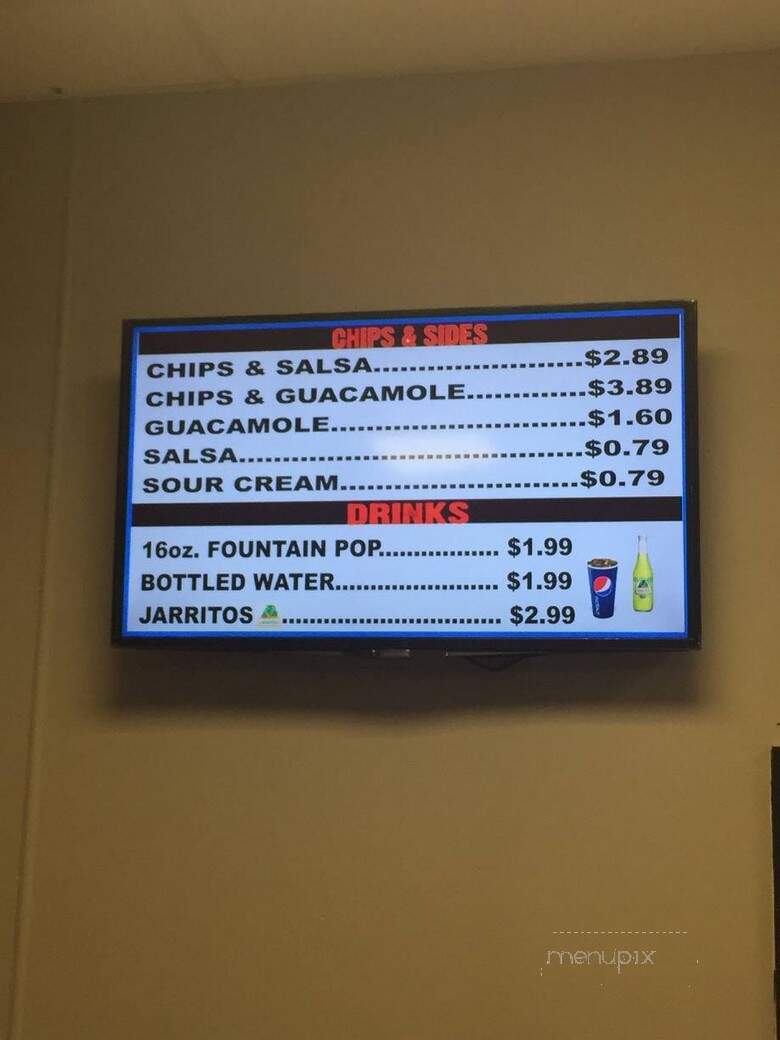 CHIPS & SIDES
CHIPS & SALSA.......................$2.89
CHIPS & GUACAMOLE.............$3.89
GUACAMOLE............................$1.60
SALSA......................................$0.79
SOUR CREAM..........................$0.79
DRINKS
16oz. FOUNTAIN POP................. $1.99
BOTTLED WATER........................ $1.99
JARRITOS ................................ $2.99
menupix